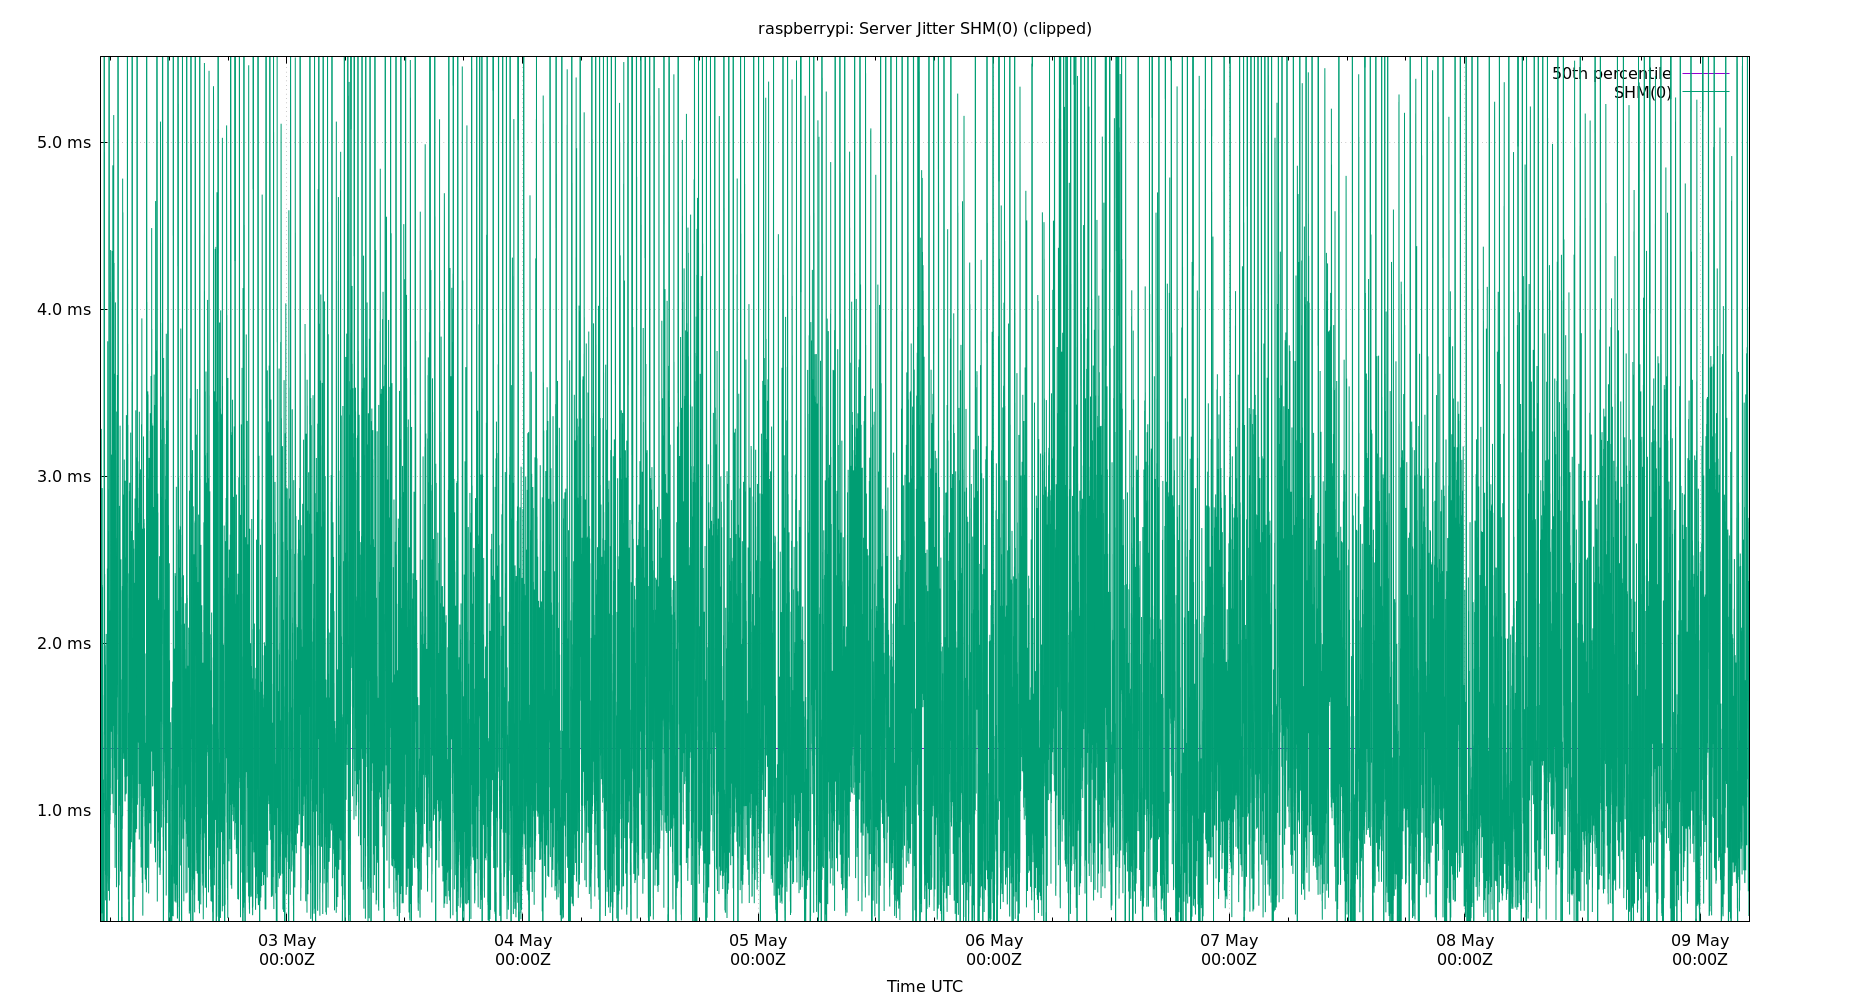 raspberrypi: Server Jitter SHM(0) (clipped)
50th percentile
SHM(0)
5.0 ms
4.0 ms
3.0 ms
2.0 ms
1.0 ms
03 May 04 May 05 May 06 May 07 May 08 May 09 May
00:00Z 00:00Z 00:00Z 00:00Z 00:00Z 00:00Z 00:00Z
Time UTC